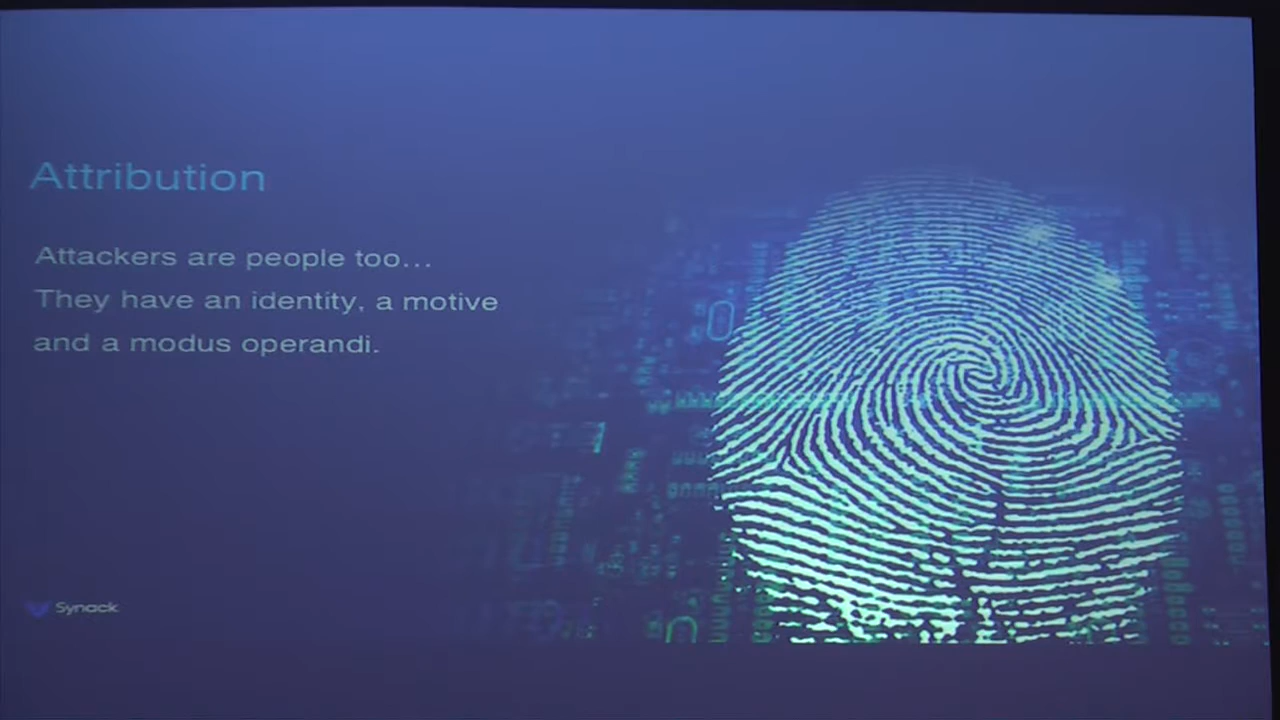 Attribution
Attackers are people too...
They have an identity, a motive
and a modus operandi.
Synack